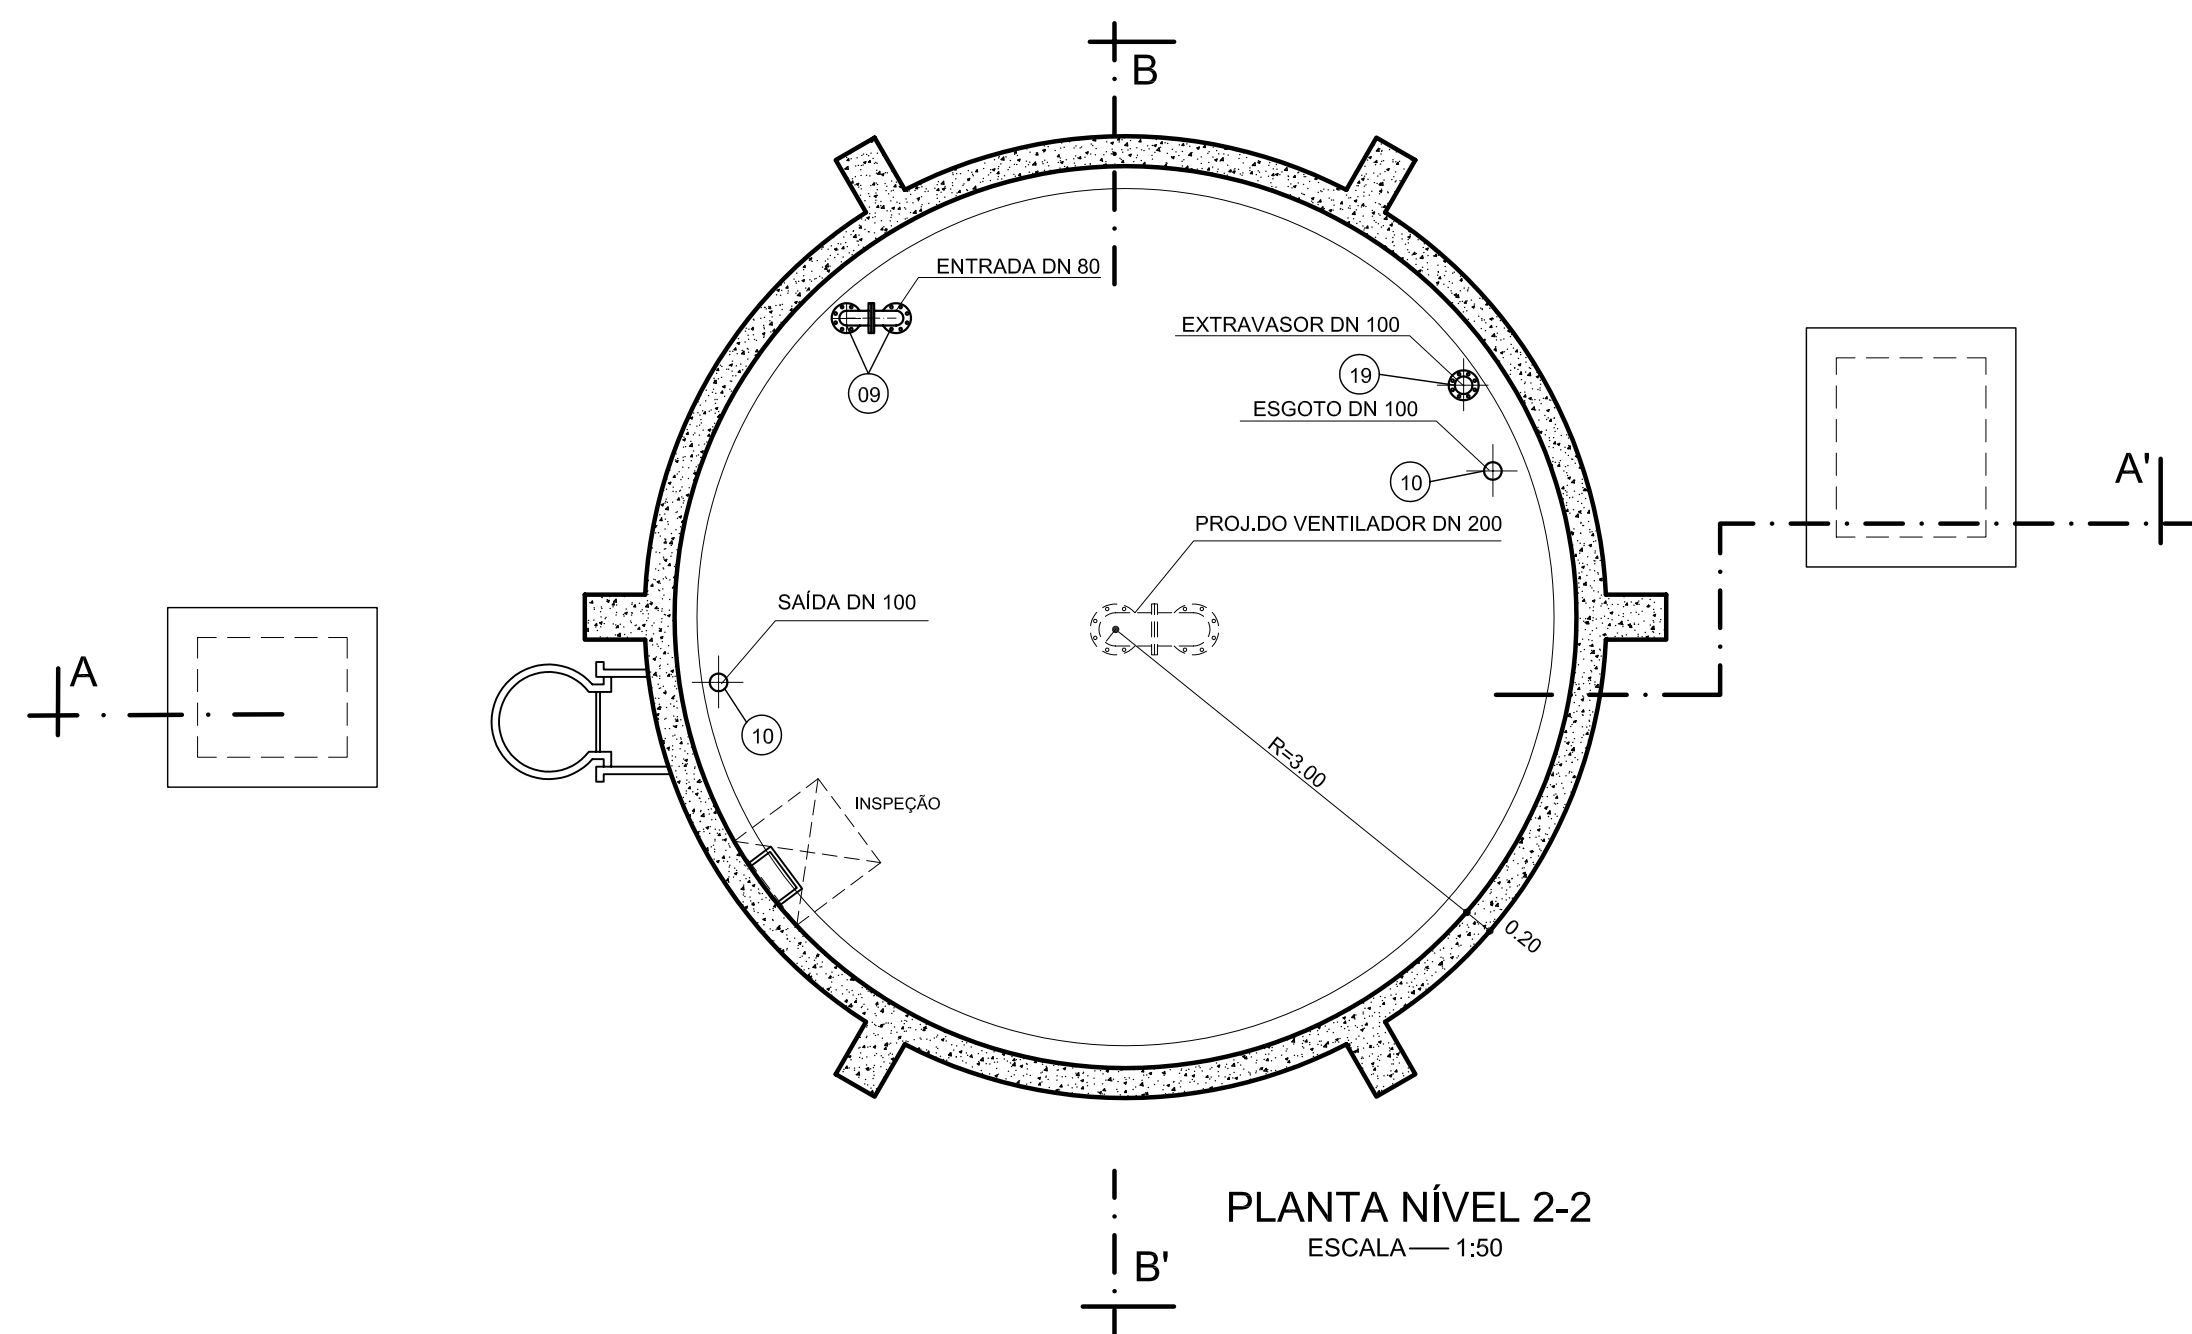 B
ENTRADA DN 80
EXTRAVASOR DN 100
19
09
ESGOTO DN 100
A'
10
PROJ.DO VENTILADOR DN 200
SAÍDA DN 100
A
10
R=3.00
INSPEÇÃO
0.20
PLANTA NÍVEL 2-2
ESCALA — 1:50
B'